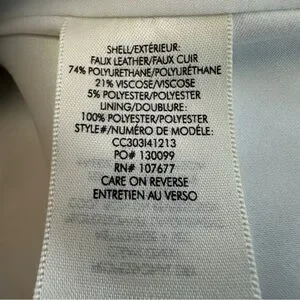 SHELL/EXTÉRIEUR:
FAUX LEATHER/FAUX CUIR
74% POLYURETHANE/POLYURÉTHANE
21% VISCOSE/VISCOSE
5% POLYESTER/POLYESTER
LINING/DOUBLURE:
100% POLYESTER/POLYESTER
STYLE#/NUMÉRO DE MODÈLE:
CC303I41213
PO# 130099
RN# 107677
CARE ON REVERSE
ENTRETIEN AU VERSO